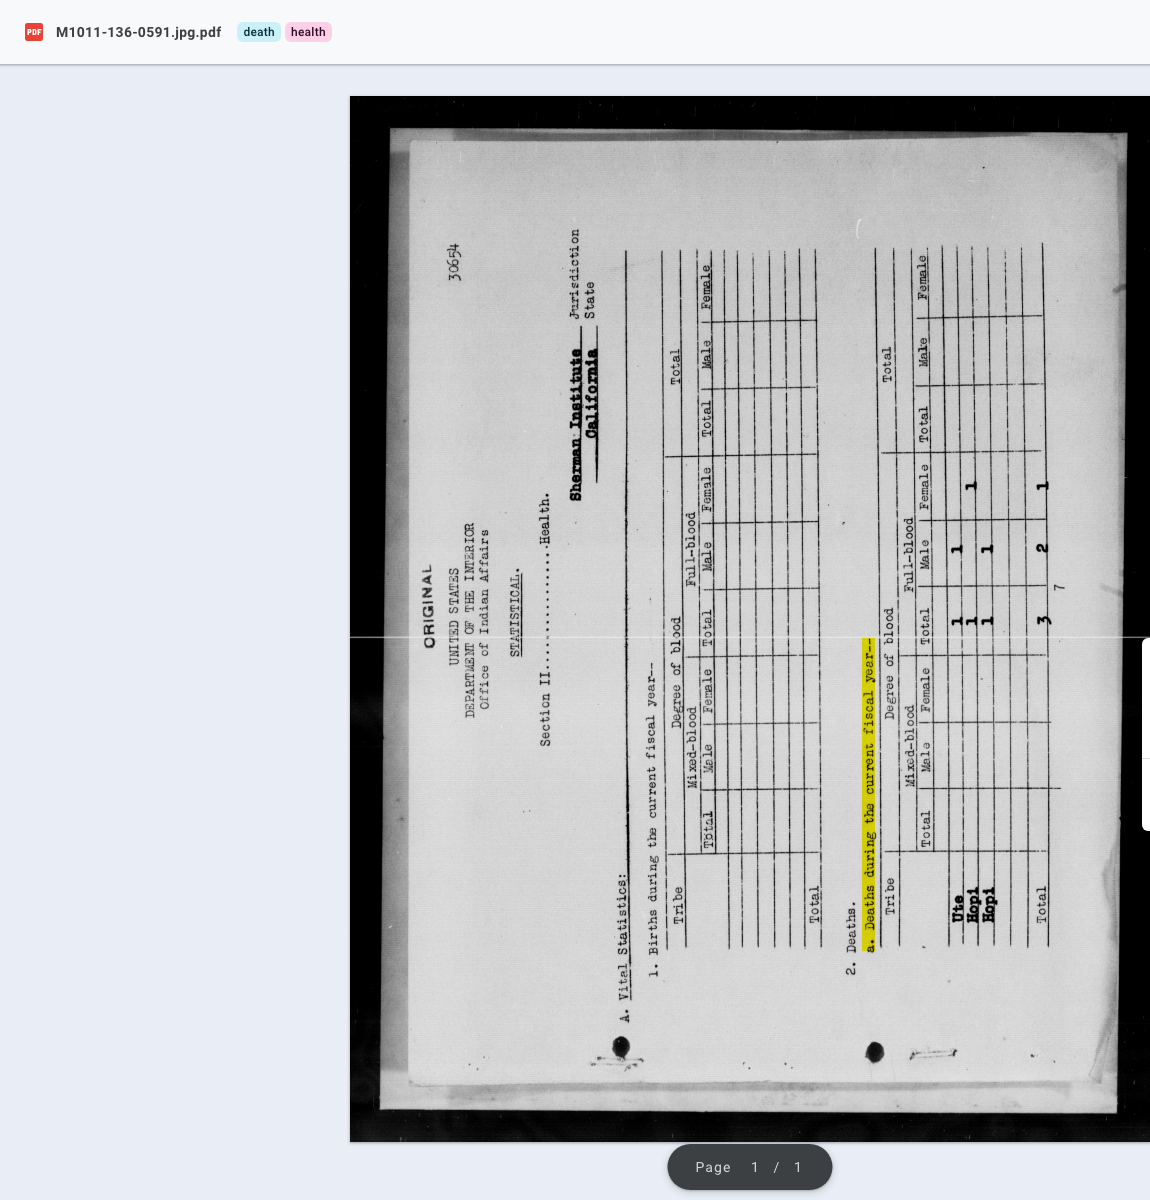 M1011-136-0591.jpg.pdf death health
30654
ORIGINAL
UNITED STATES
DEPARTMENT OF THE INTERIOR
Office of Indian Affairs
STATISTICAL.
Section II..............Health.
Sherman Institute Jurisdiction
California State
A. Vital Statistics:
1. Births during the current fiscal year--
Tribe Degree of blood Total
Mixed-blood Full-blood
Total Male Female Total Male Female Total Male Female
Total
2. Deaths.
a. Deaths during the current fiscal year--
Tribe Degree of blood Total
Mixed-blood Full-blood
Total Male Female Total Male Female Total Male Female
Ute 1 1
Hopi 1 1
Hopi 1 1
Total 3 2 1
7
Page 1 / 1